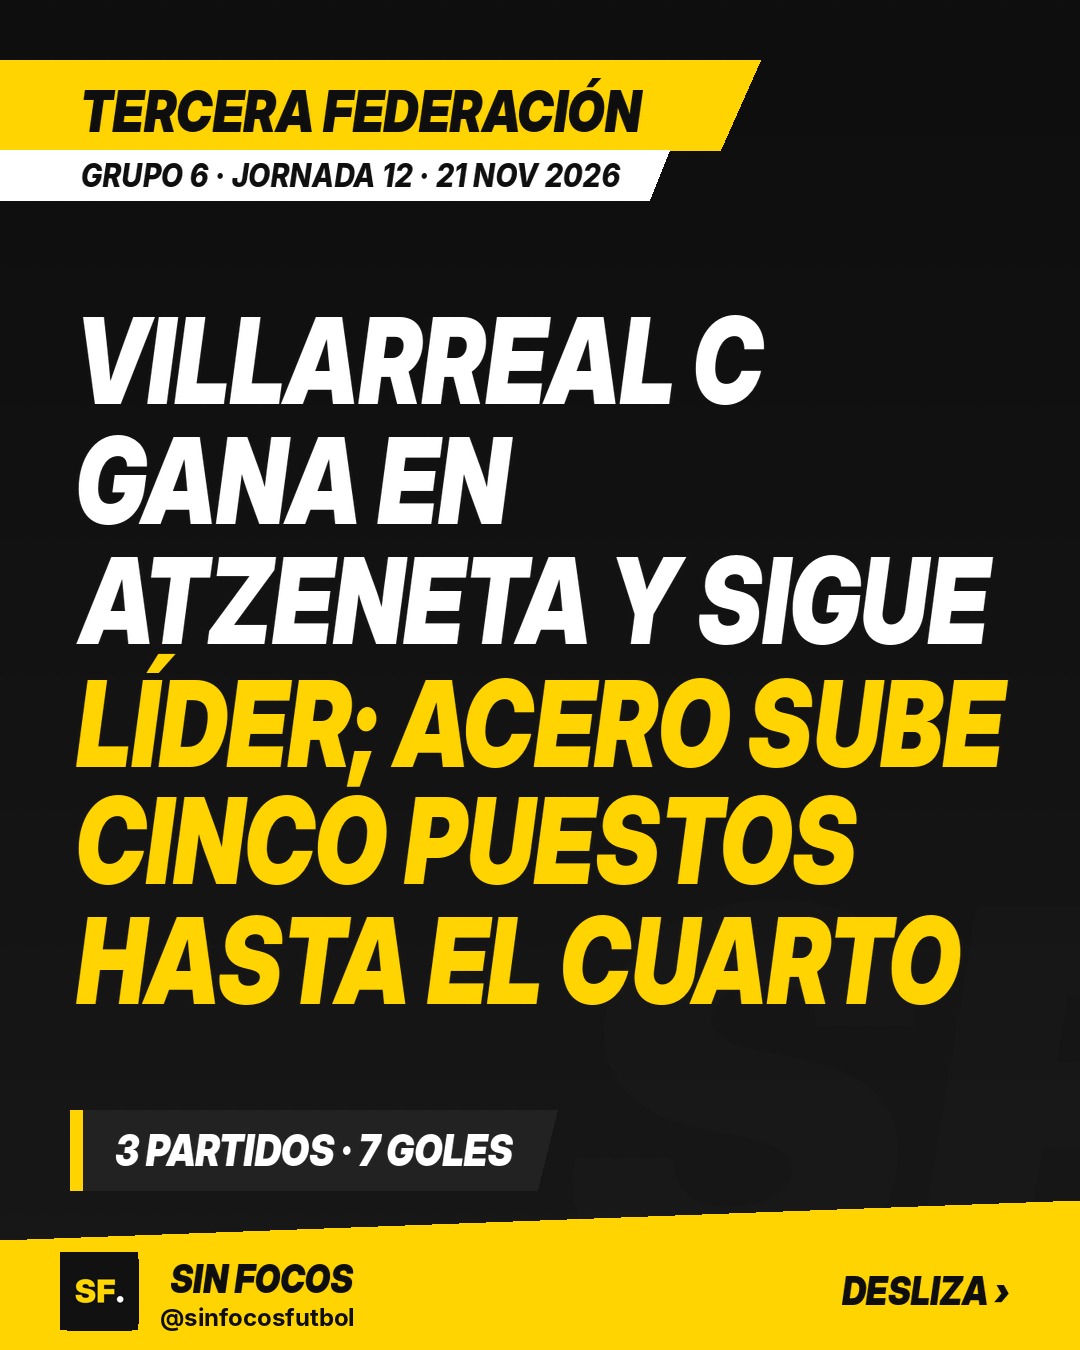 TERCERA FEDERACIÓN
GRUPO 6 · JORNADA 12 · 21 NOV 2026
VILLARREAL C
GANA EN
ATZENETA Y SIGUE
LÍDER; ACERO SUBE
CINCO PUESTOS
HASTA EL CUARTO
3 PARTIDOS · 7 GOLES
SF.
SIN FOCOS
@sinfocosfutbol
DESLIZA ›